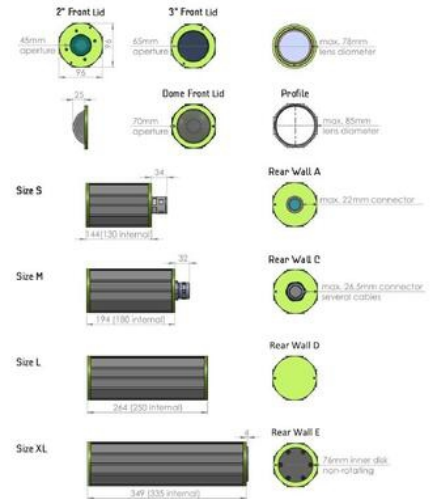 2" Front Lid
3" Front Lid
45mm
aperture
96
96
65mm
aperture
max. 78mm
lens diameter
Dome Front Lid
Profile
25
70mm
aperture
max. 85mm
lens diameter
Size S
34
144(130 internal)
Rear Wall A
max. 22mm connector
Size M
32
194 (180 internal)
Rear Wall C
max. 26.5mm connector
several cables
Size L
264 (250 internal)
Rear Wall D
Size XL
4
349 (335 internal)
Rear Wall E
76mm inner disk
non-rotating